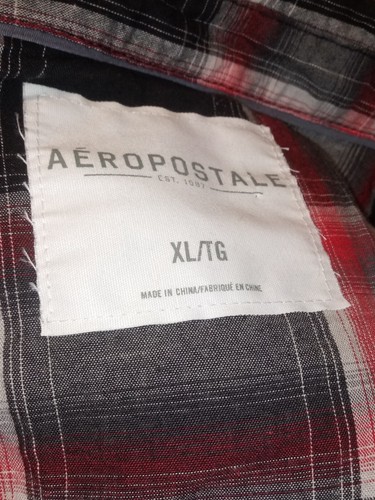 AÉROPOSTALE
EST. 1987
XL/TG
MADE IN CHINA/FABRIQUÉ EN CHINE